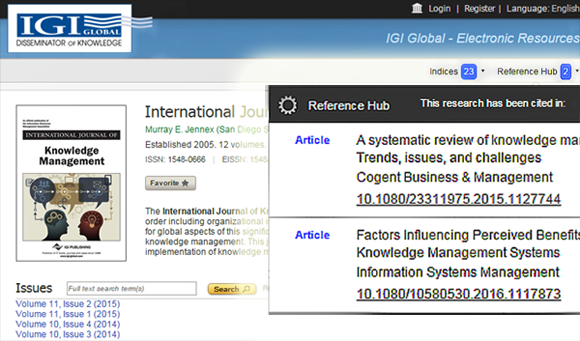 Login | Register | Language: English
IGI
GLOBAL
DISSEMINATOR OF KNOWLEDGE
IGI Global - Electronic Resources
Indices 23 Reference Hub 2
INTERNATIONAL JOURNAL OF
Knowledge
Management
IGI PUBLISHING
International Jou
Murray E. Jennex (San Diego S
Established 2005. 12 volumes.
ISSN: 1548-0666 | EISSN:
Favorite ★
The International Journal of K
order including organizational
for global aspects of this signifi
knowledge management. This j
implementation of knowledge m
Reference Hub This research has been cited in:
Article A systematic review of knowledge ma
Trends, issues, and challenges
Cogent Business & Management
10.1080/23311975.2015.1127744
Article Factors Influencing Perceived Benefits
Knowledge Management Systems
Information Systems Management
10.1080/10580530.2016.1117873
Issues Full text search term(s) Search
Volume 11, Issue 2 (2015)
Volume 11, Issue 1 (2015)
Volume 10, Issue 4 (2014)
Volume 10, Issue 3 (2014)